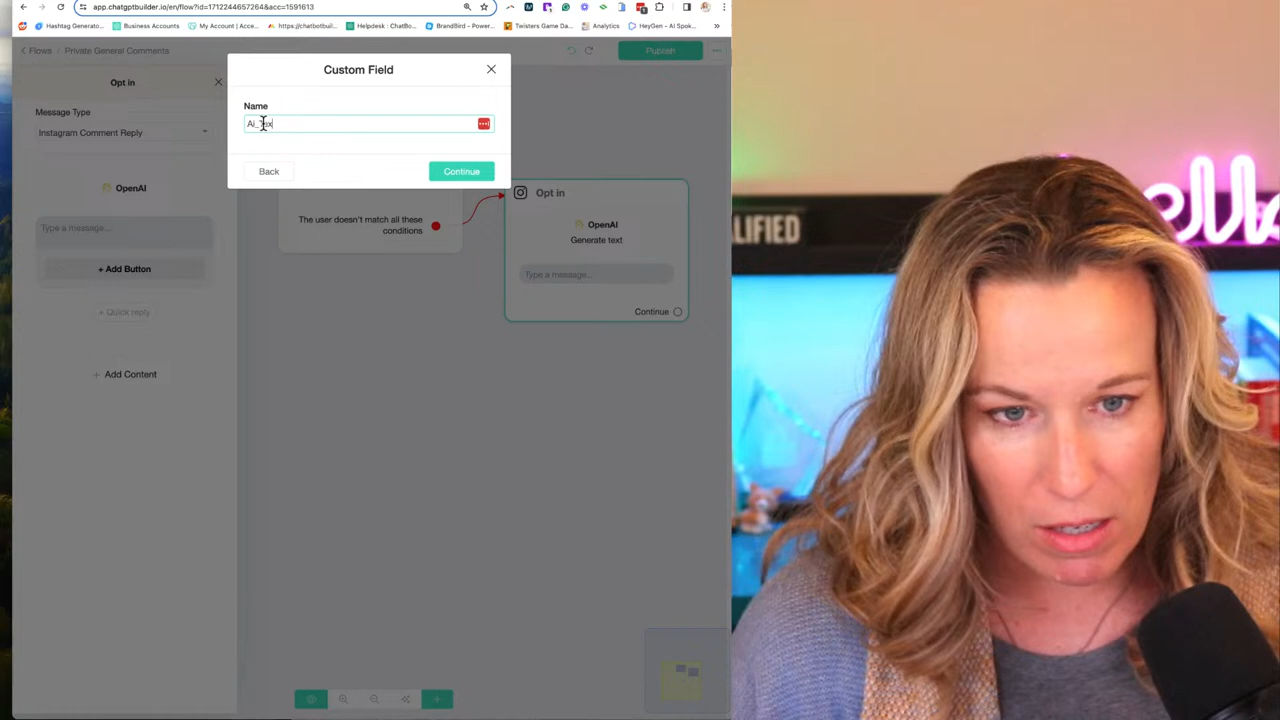 app.chatgptbuilder.io/en/flow?id=1712244657264&acc=1591613
Hashtag Generato...
Business Accounts
My Account | Acce...
https://chatbotbuil...
Helpdesk : ChatBo...
BrandBird – Power...
Twisters Game Da...
Analytics
HeyGen - AI Spok...
Flows / Private General Comments
Publish
Opt in
Message Type
Instagram Comment Reply
OpenAI
Type a message...
+ Add Button
+ Quick reply
+ Add Content
Custom Field
Name
Back
Continue
The user doesn't match all these
conditions
Opt in
OpenAI
Generate text
Type a message...
Continue
ALIFIED